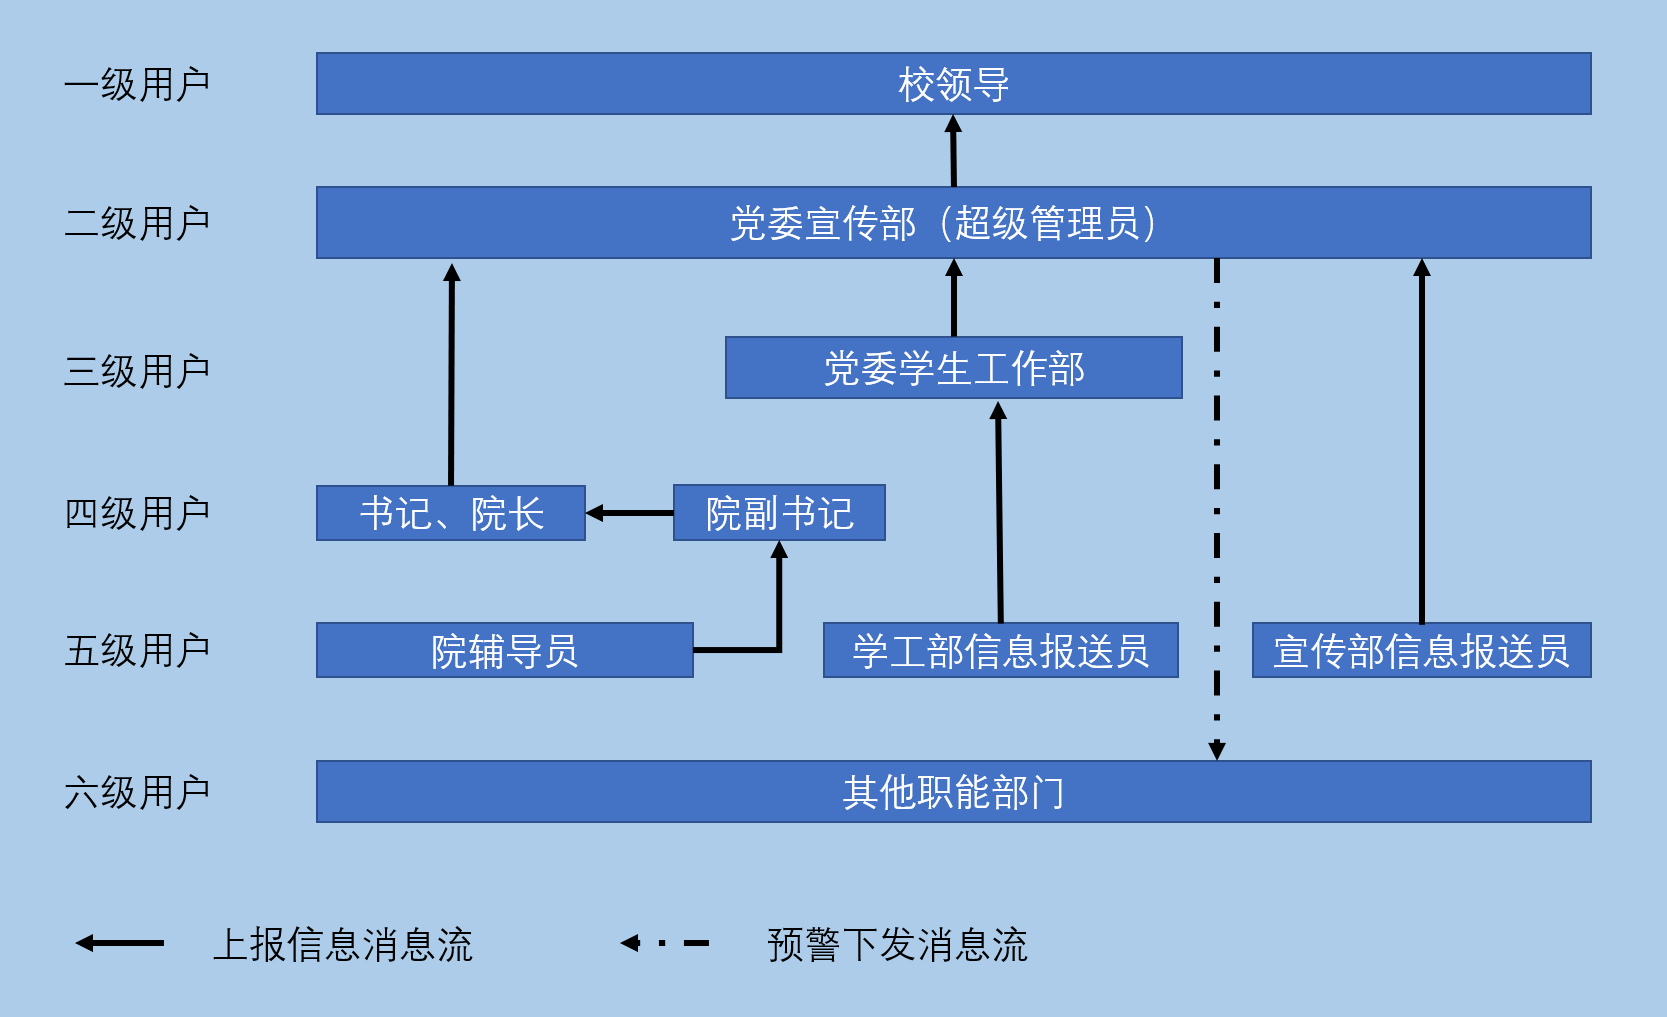 一级用户
校领导
二级用户
党委宣传部（超级管理员）
三级用户
党委学生工作部
四级用户
书记、院长
院副书记
五级用户
院辅导员
学工部信息报送员
宣传部信息报送员
六级用户
其他职能部门
上报信息消息流
预警下发消息流